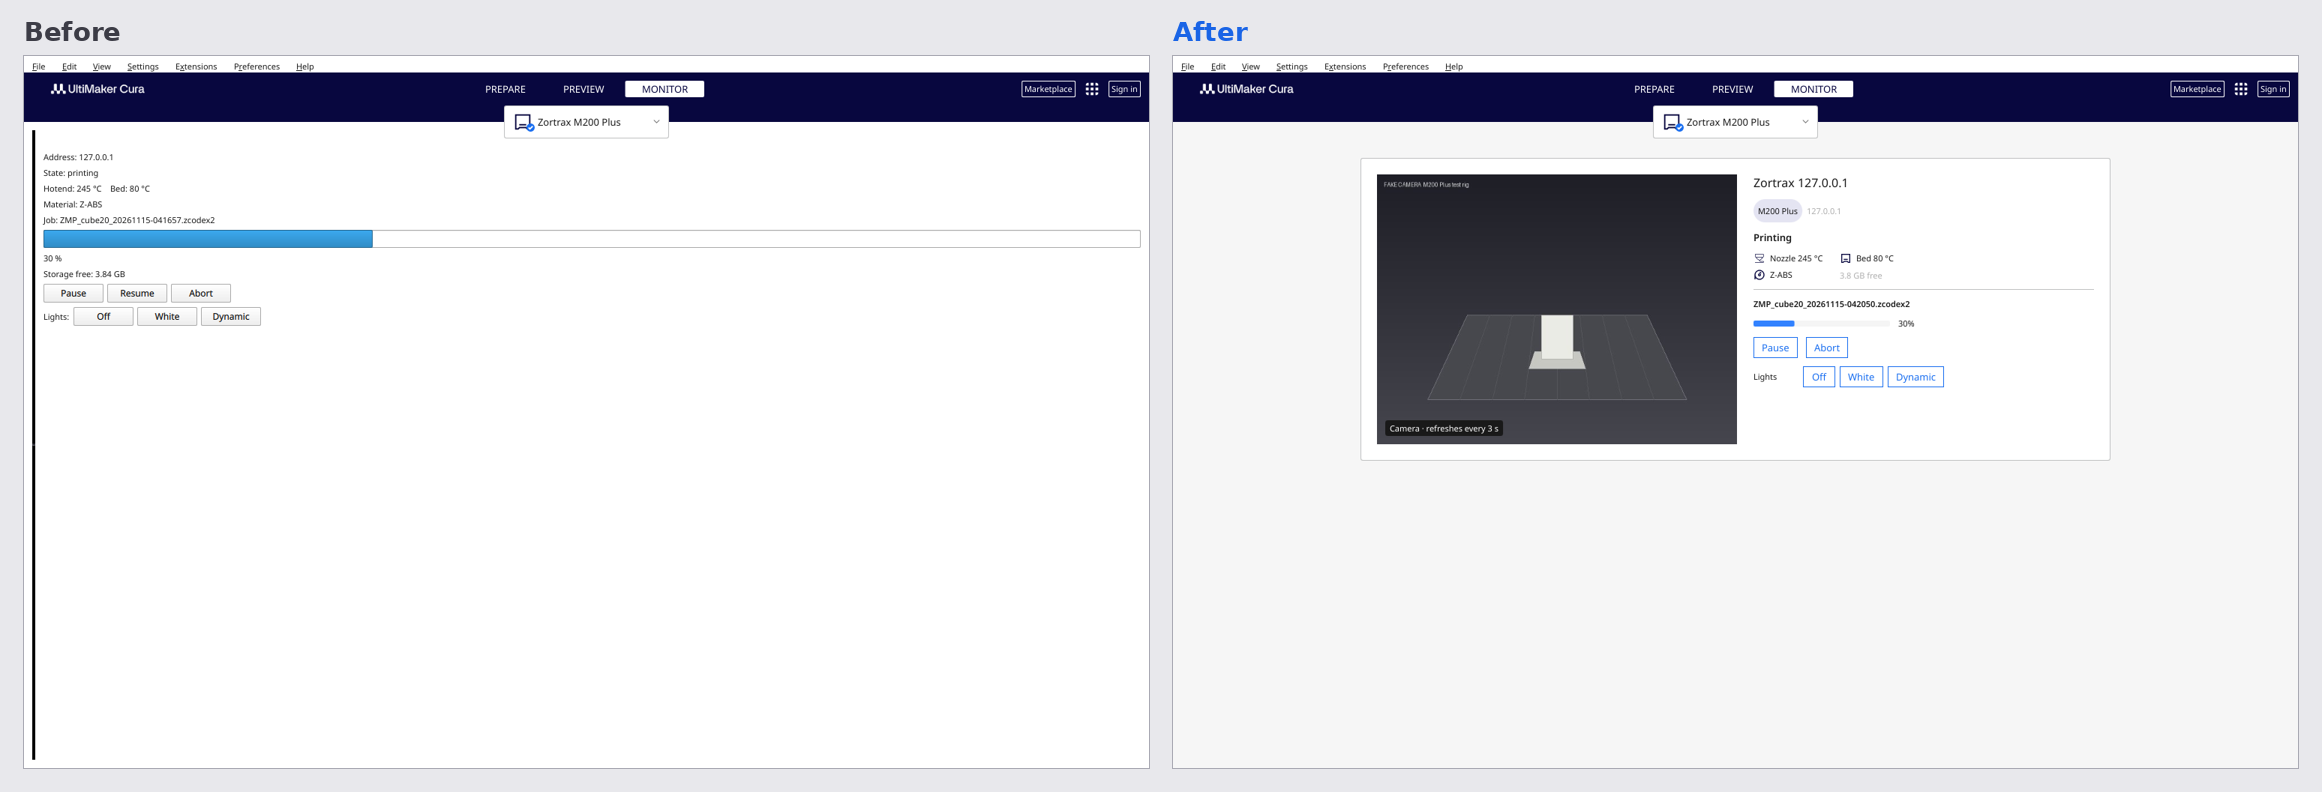 Before
File Edit View Settings Extensions Preferences Help
UltiMaker Cura PREPARE PREVIEW MONITOR Marketplace Sign in
Zortrax M200 Plus
Address: 127.0.0.1
State: printing
Hotend: 245 °C Bed: 80 °C
Material: Z-ABS
Job: ZMP_cube20_20261115-041657.zcodex2
30 %
Storage free: 3.84 GB
Pause Resume Abort
Lights: Off White Dynamic
After
File Edit View Settings Extensions Preferences Help
UltiMaker Cura PREPARE PREVIEW MONITOR Marketplace Sign in
Zortrax M200 Plus
FAKE CAMERA M200 Plus testing
Camera · refreshes every 3 s
Zortrax 127.0.0.1
M200 Plus 127.0.0.1
Printing
Nozzle 245 °C Bed 80 °C
Z-ABS 3.8 GB free
ZMP_cube20_20261115-042050.zcodex2
30%
Pause Abort
Lights Off White Dynamic